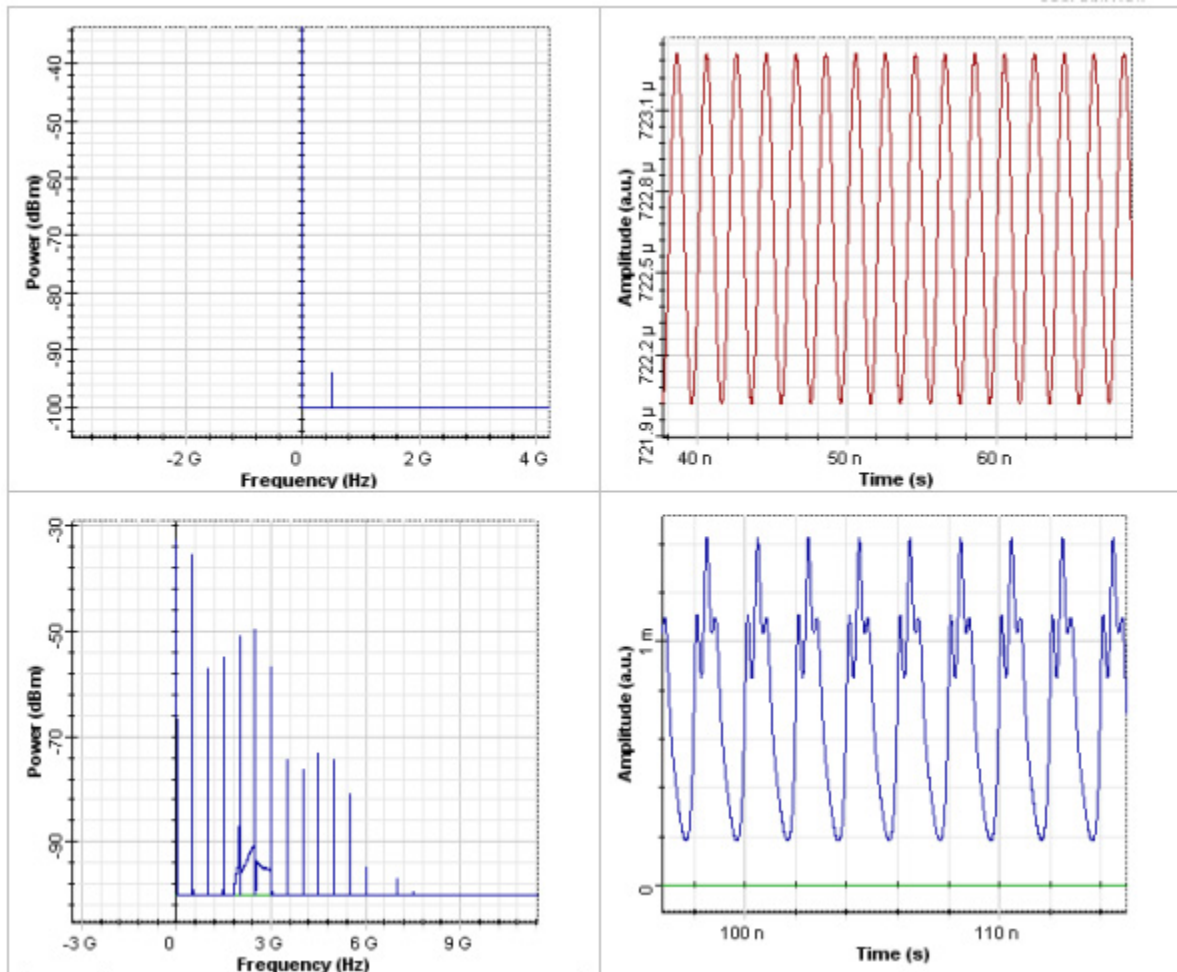 Power (dBm)
-40
-50
-60
-70
-80
-90
-100
-2 G 0 2 G 4 G
Frequency (Hz)
Amplitude (a.u.)
723.1 µ
722.8 µ
722.5 µ
722.2 µ
721.9 µ
40 n 50 n 60 n
Time (s)
Power (dBm)
-30
-50
-70
-90
-3 G 0 3 G 6 G 9 G
Frequency (Hz)
Amplitude (a.u.)
1 m
0
100 n 110 n
Time (s)